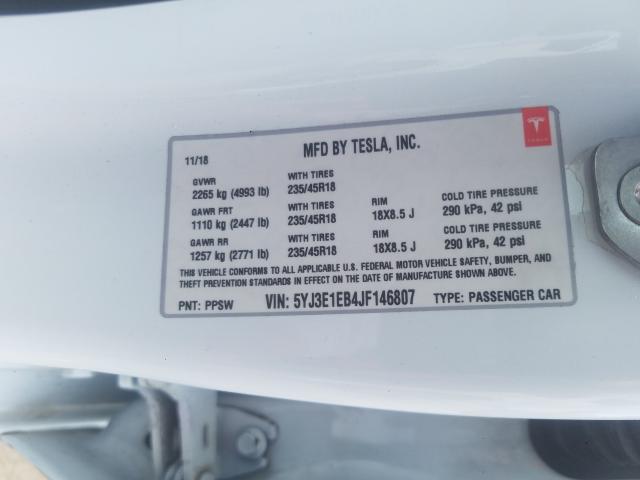 MFD BY TESLA, INC.
TESLA
11/18
GVWR WITH TIRES
2265 kg (4993 lb) 235/45R18
GAWR FRT WITH TIRES RIM COLD TIRE PRESSURE
1110 kg (2447 lb) 235/45R18 18X8.5 J 290 kPa, 42 psi
GAWR RR WITH TIRES RIM COLD TIRE PRESSURE
1257 kg (2771 lb) 235/45R18 18X8.5 J 290 kPa, 42 psi
THIS VEHICLE CONFORMS TO ALL APPLICABLE U.S. FEDERAL MOTOR VEHICLE SAFETY, BUMPER, AND
THEFT PREVENTION STANDARDS IN EFFECT ON THE DATE OF MANUFACTURE SHOWN ABOVE.
PNT: PPSW VIN: 5YJ3E1EB4JF146807 TYPE: PASSENGER CAR